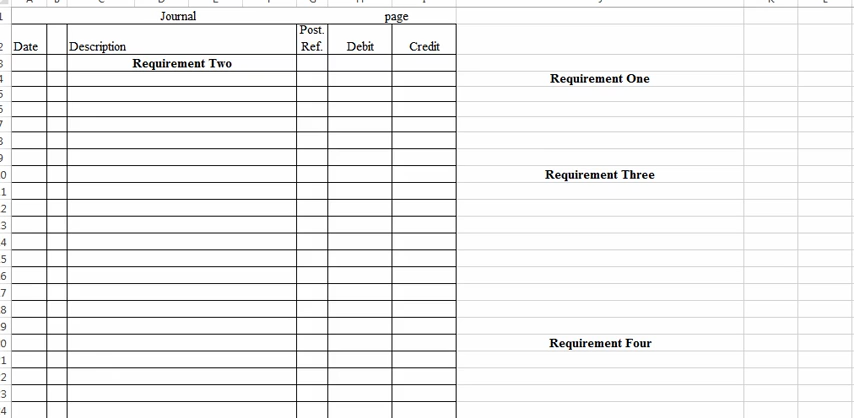 Journal page
Post.
Date Description Ref. Debit Credit
Requirement Two
Requirement One
Requirement Three
Requirement Four